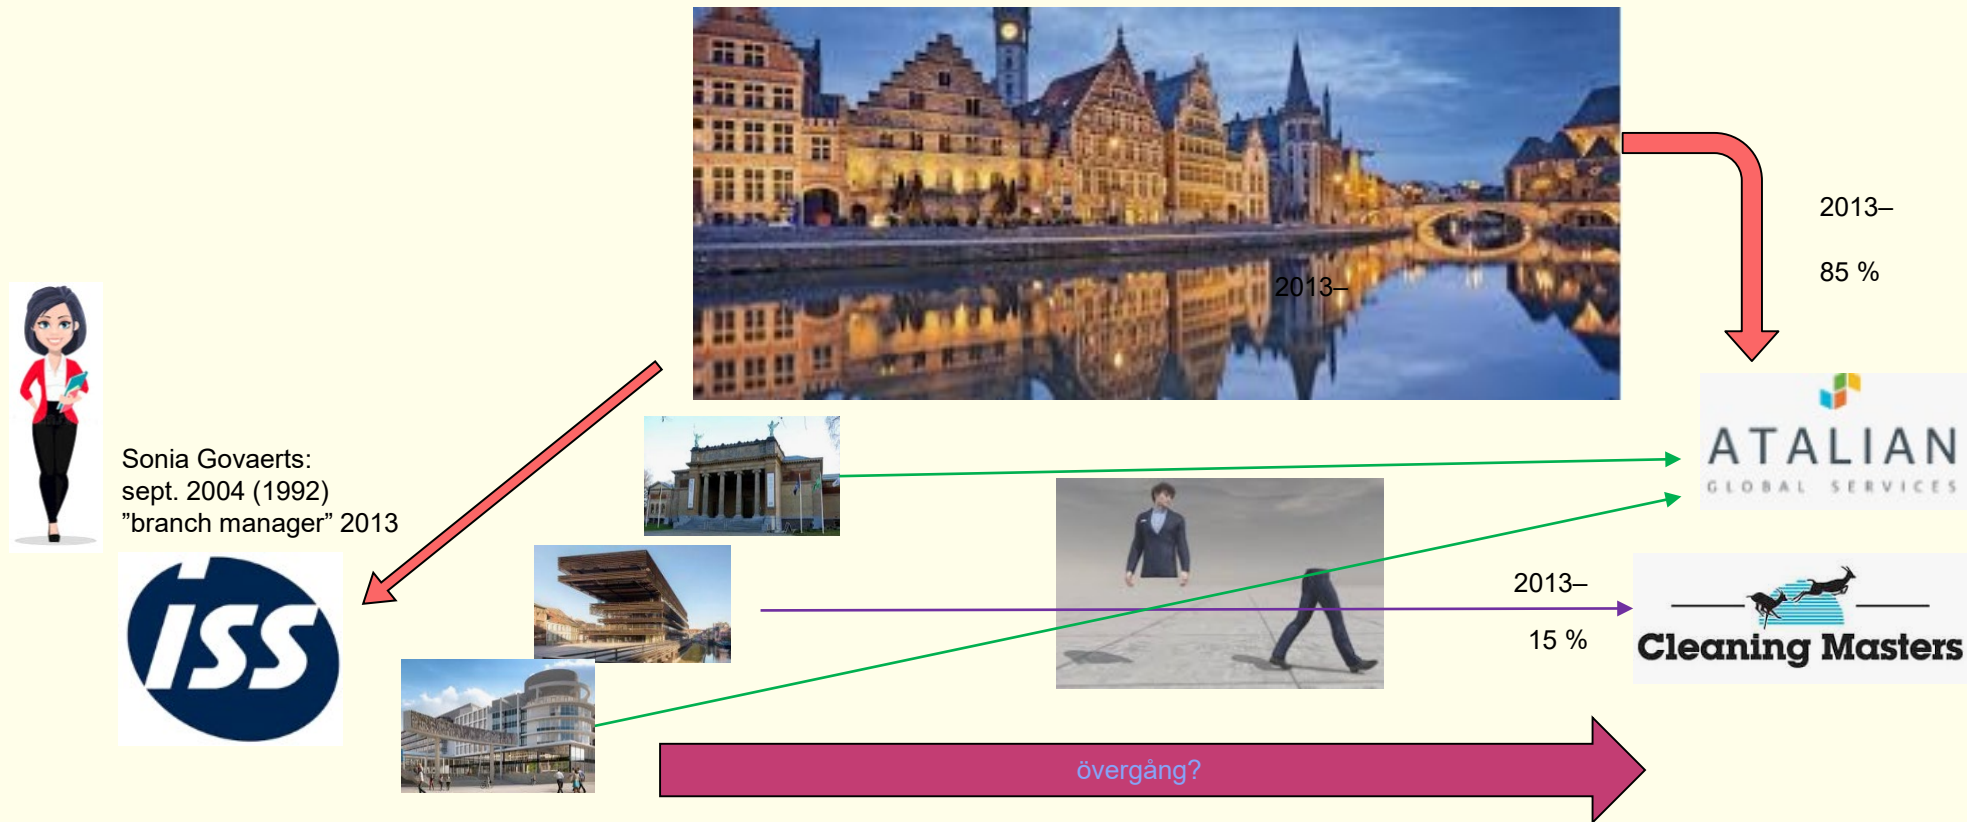 2013–
85 %
2013–
ATALIAN
GLOBAL SERVICES
Sonia Govaerts:
sept. 2004 (1992)
”branch manager” 2013
iss
2013–
15 %
Cleaning Masters
övergång?